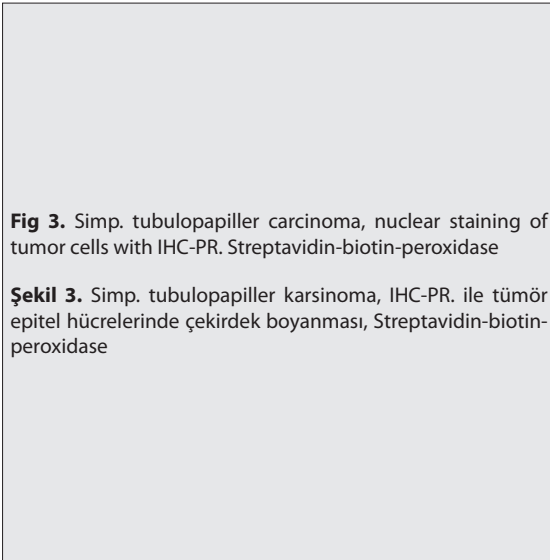 Fig 3. Simp. tubulopapiller carcinoma, nuclear staining of
tumor cells with IHC-PR. Streptavidin-biotin-peroxidase
Şekil 3. Simp. tubulopapiller karsinoma, IHC-PR. ile tümör
epitel hücrelerinde çekirdek boyanması, Streptavidin-biotin-
peroxidase